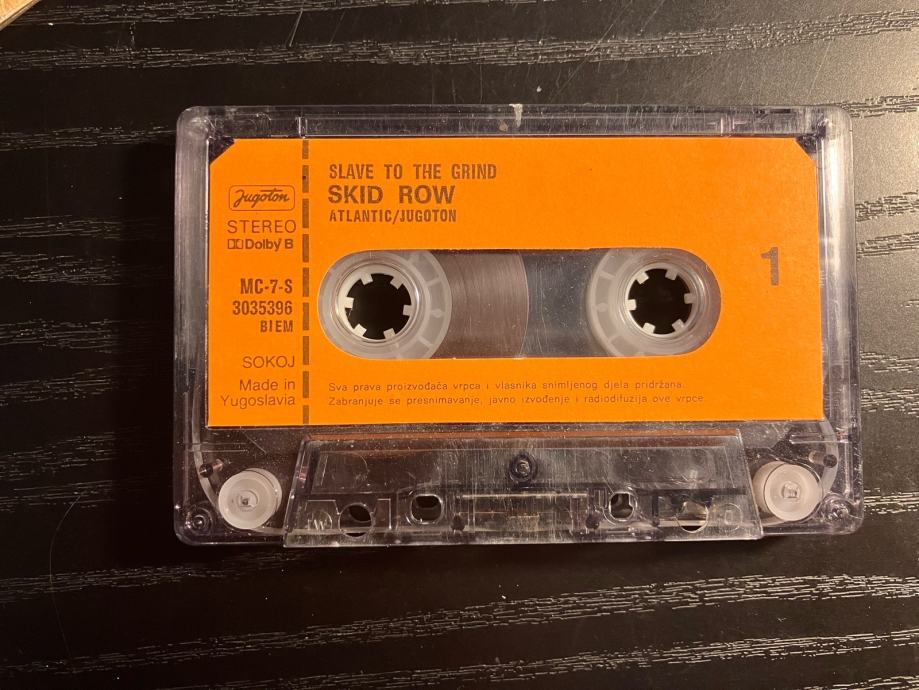 Jugoton
STEREO
Dolby B
MC-7-S
3035396
BIEM
SOKOJ
Made in
Yugoslavia
SLAVE TO THE GRIND
SKID ROW
ATLANTIC/JUGOTON
1
Sva prava proizvođača vrpca i vlasnika snimljenog djela pridržana.
Zabranjuje se presnimavanje, javno izvođenje i radiodifuzija ove vrpce.